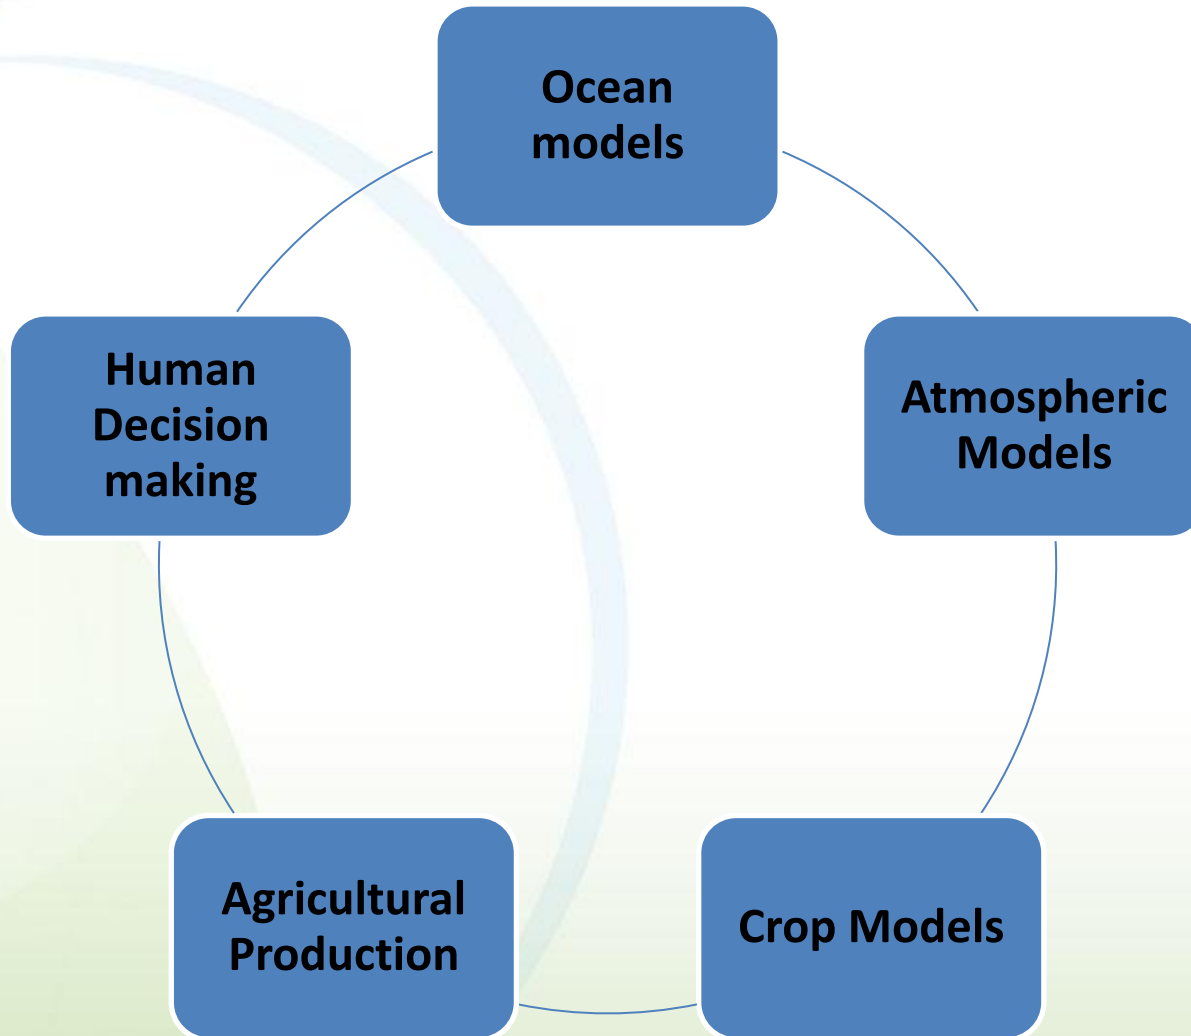 Ocean
models
Atmospheric
Models
Crop Models
Agricultural
Production
Human
Decision
making